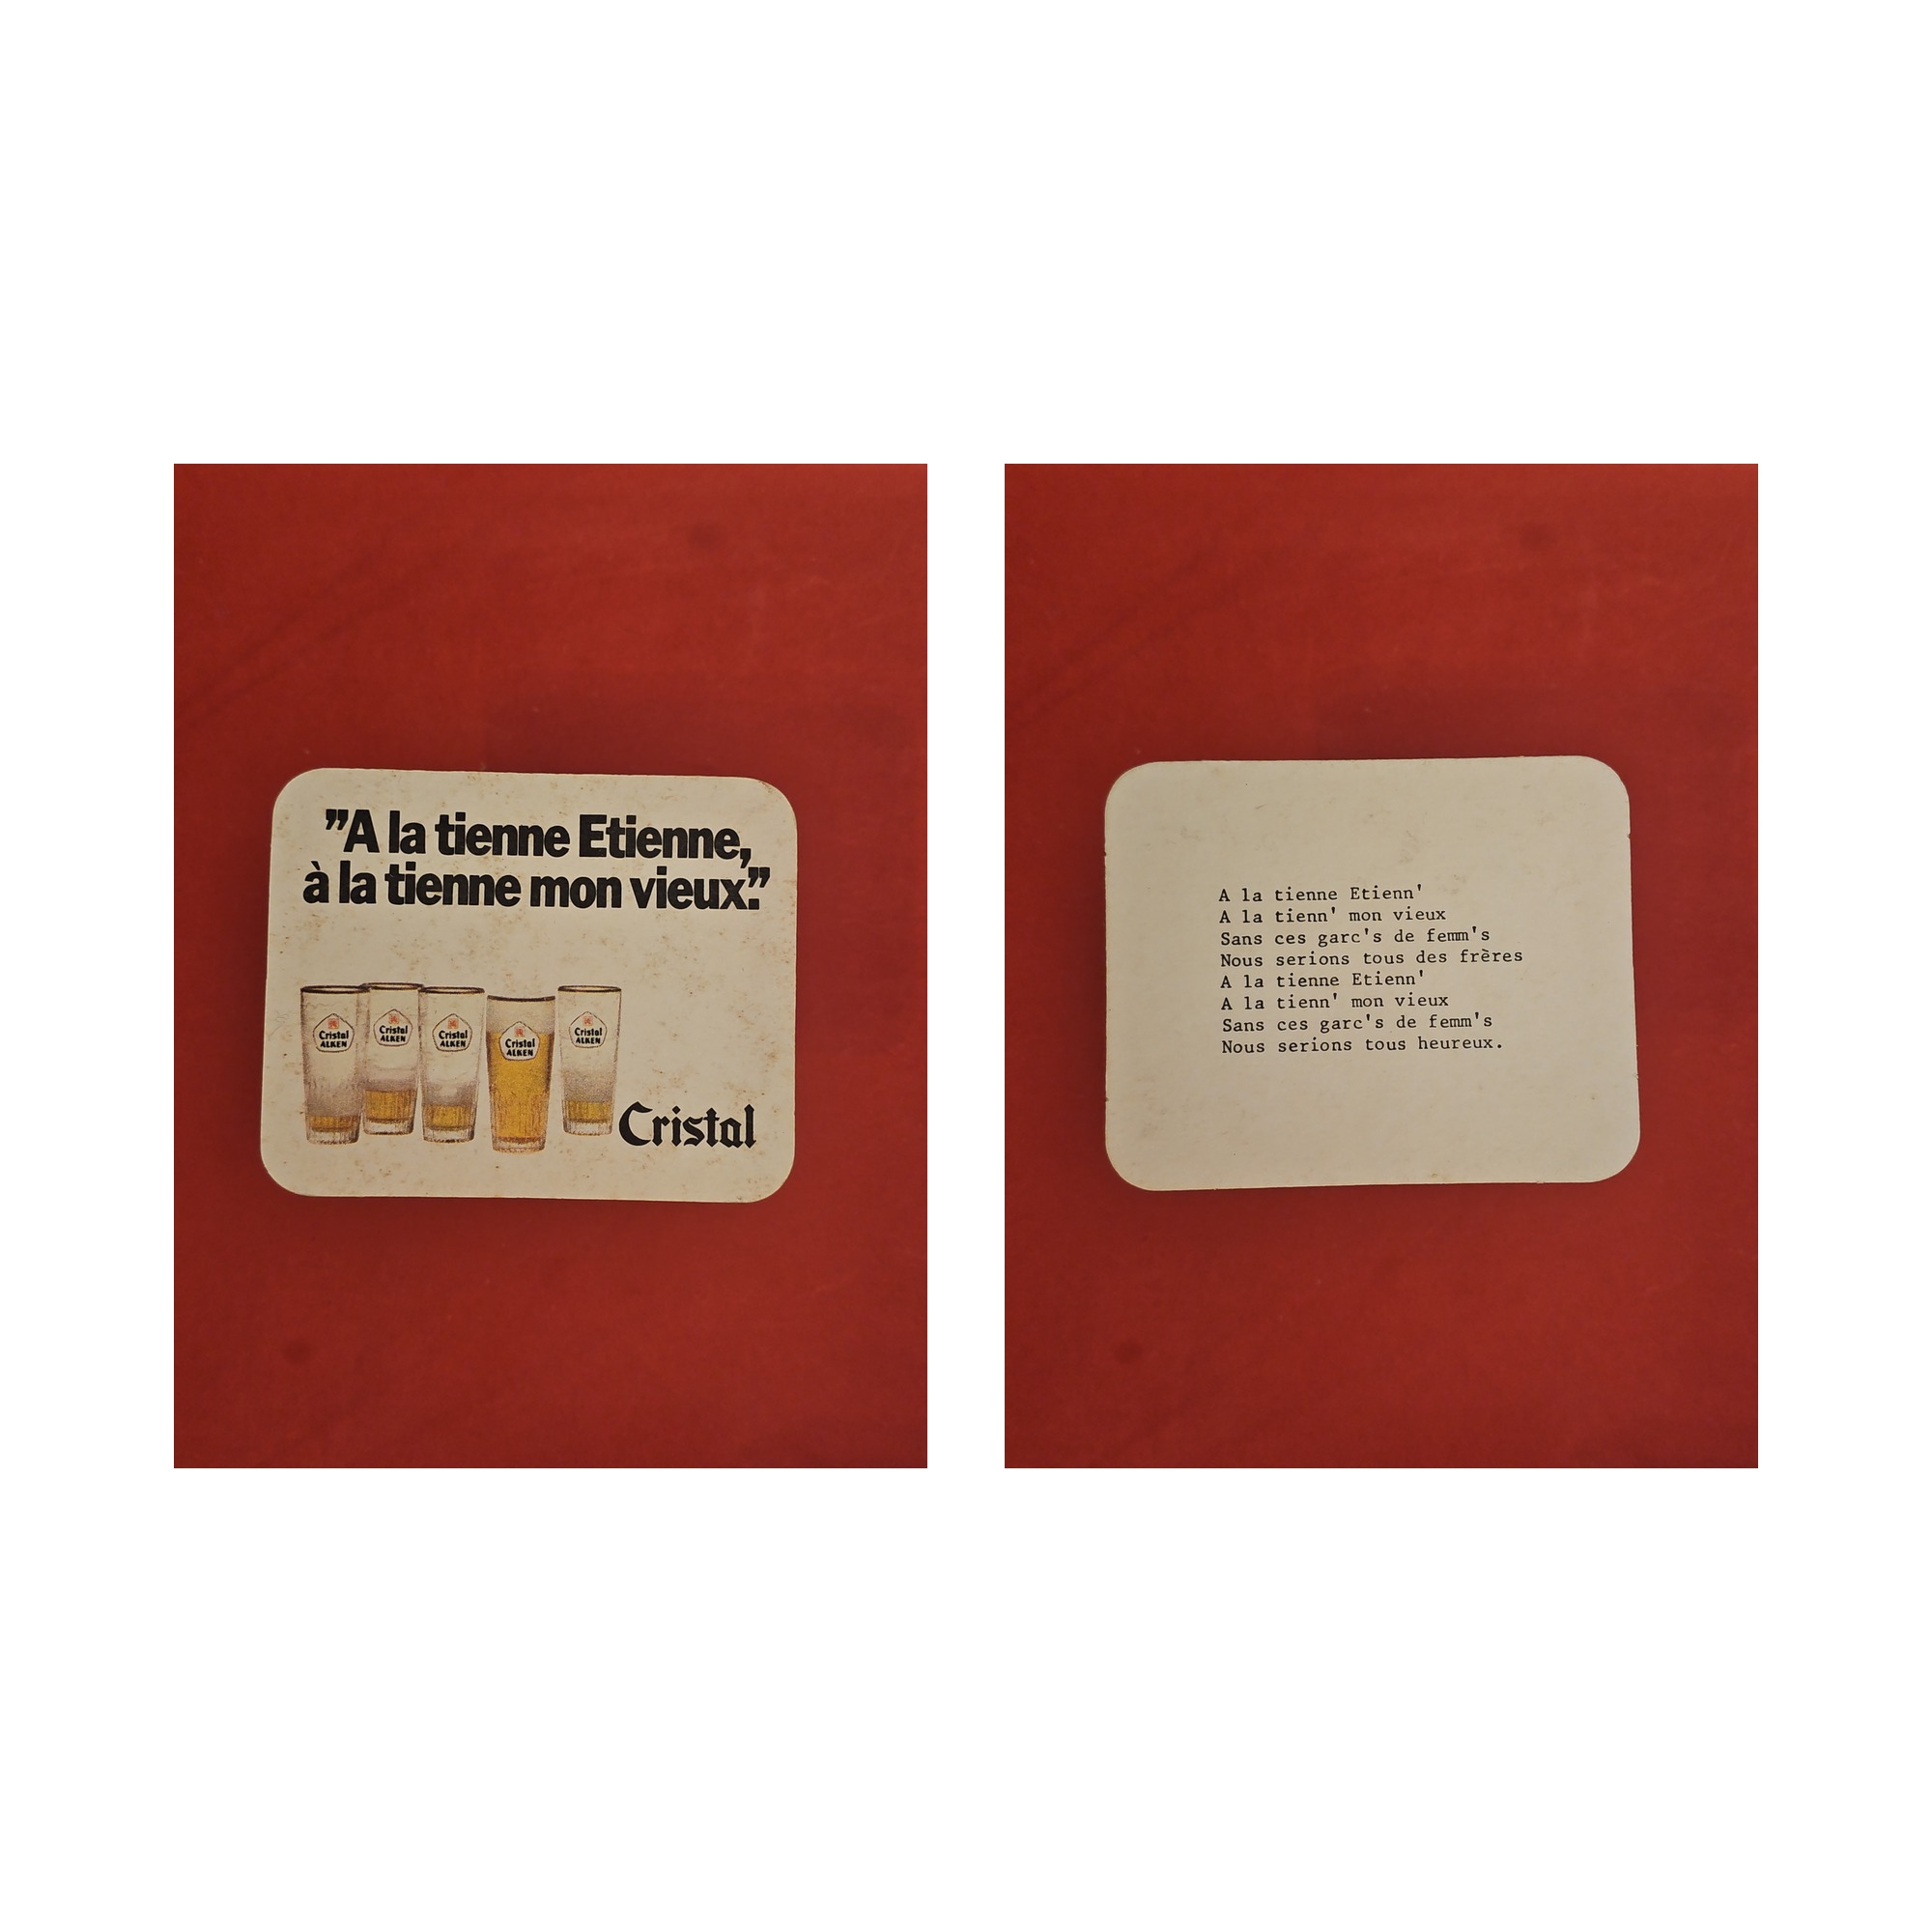 ”A la tienne Etienne,
à la tienne mon vieux.”
Cristal
ALKEN
Cristal
ALKEN
Cristal
ALKEN
Cristal
ALKEN
Cristal
ALKEN
Cristal
A la tienne Etienn'
A la tienn' mon vieux
Sans ces garc's de femm's
Nous serions tous des frères
A la tienne Etienn'
A la tienn' mon vieux
Sans ces garc's de femm's
Nous serions tous heureux.